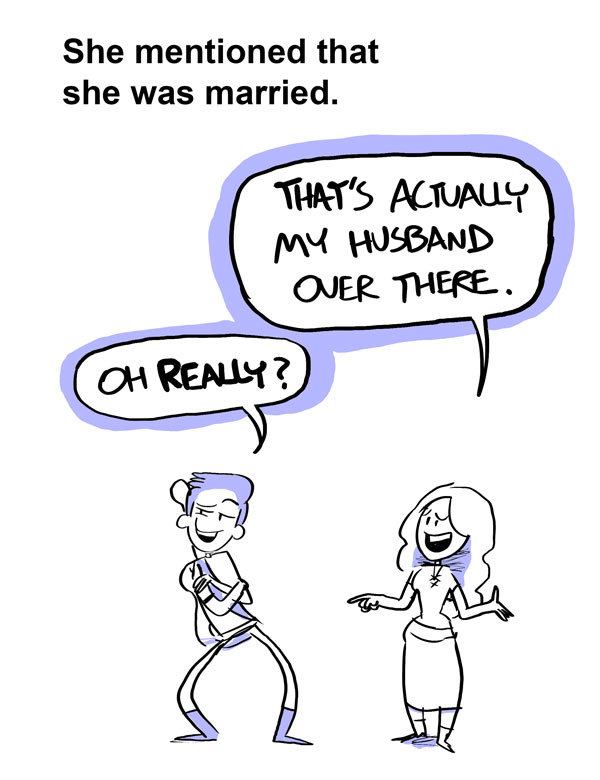 She mentioned that
she was married.
THAT'S ACTUALLY
MY HUSBAND
OVER THERE.
OH REALLY?